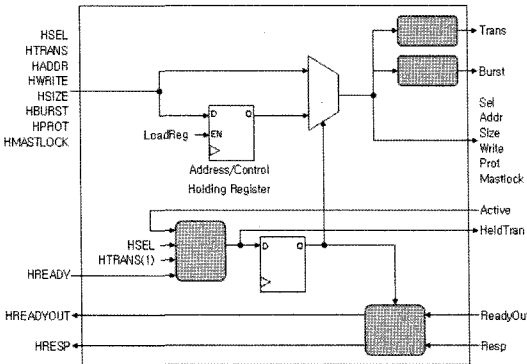 HSEL
HTRANS
HADDR
HWRITE
HSIZE
HBURST
HPROT
HMASTLOCK
D Q
LoadReg EN
Address/Control
Holding Register
Trans
Burst
Sel
Addr
Size
Write
Prot
Mastlock
Active
HeldTran
HSEL
HTRANS(1)
HREADY
D Q
HREADYOUT
ReadyOu
HRESP
Resp